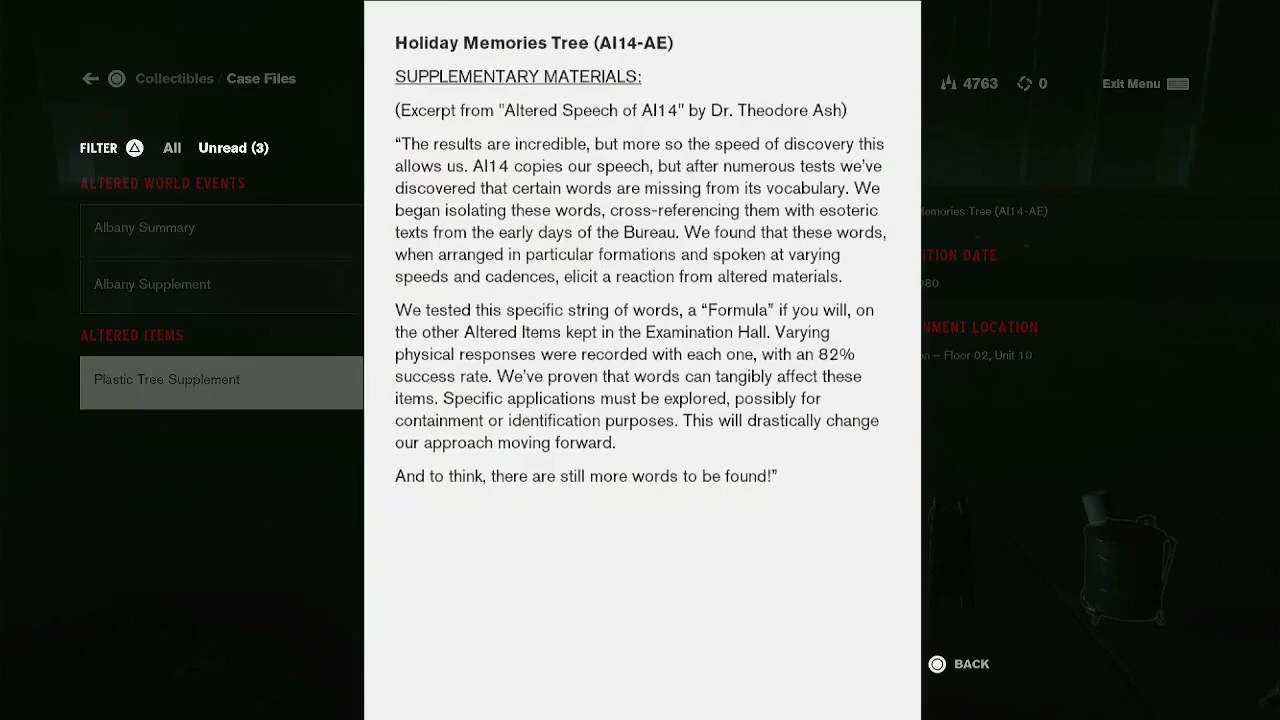 Holiday Memories Tree (AI14-AE)
SUPPLEMENTARY MATERIALS:
(Excerpt from "Altered Speech of AI14" by Dr. Theodore Ash)
“The results are incredible, but more so the speed of discovery this
allows us. AI14 copies our speech, but after numerous tests we’ve
discovered that certain words are missing from its vocabulary. We
began isolating these words, cross-referencing them with esoteric
texts from the early days of the Bureau. We found that these words,
when arranged in particular formations and spoken at varying
speeds and cadences, elicit a reaction from altered materials.
We tested this specific string of words, a “Formula” if you will, on
the other Altered Items kept in the Examination Hall. Varying
physical responses were recorded with each one, with an 82%
success rate. We’ve proven that words can tangibly affect these
items. Specific applications must be explored, possibly for
containment or identification purposes. This will drastically change
our approach moving forward.
And to think, there are still more words to be found!”
Collectibles / Case Files
FILTER All Unread (3)
ALTERED WORLD EVENTS
Albany Summary
Albany Supplement
ALTERED ITEMS
Plastic Tree Supplement
4763 0 Exit Menu
Memories Tree (AI14-AE)
ITION DATE
080
NMENT LOCATION
on – Floor 02, Unit 10
BACK